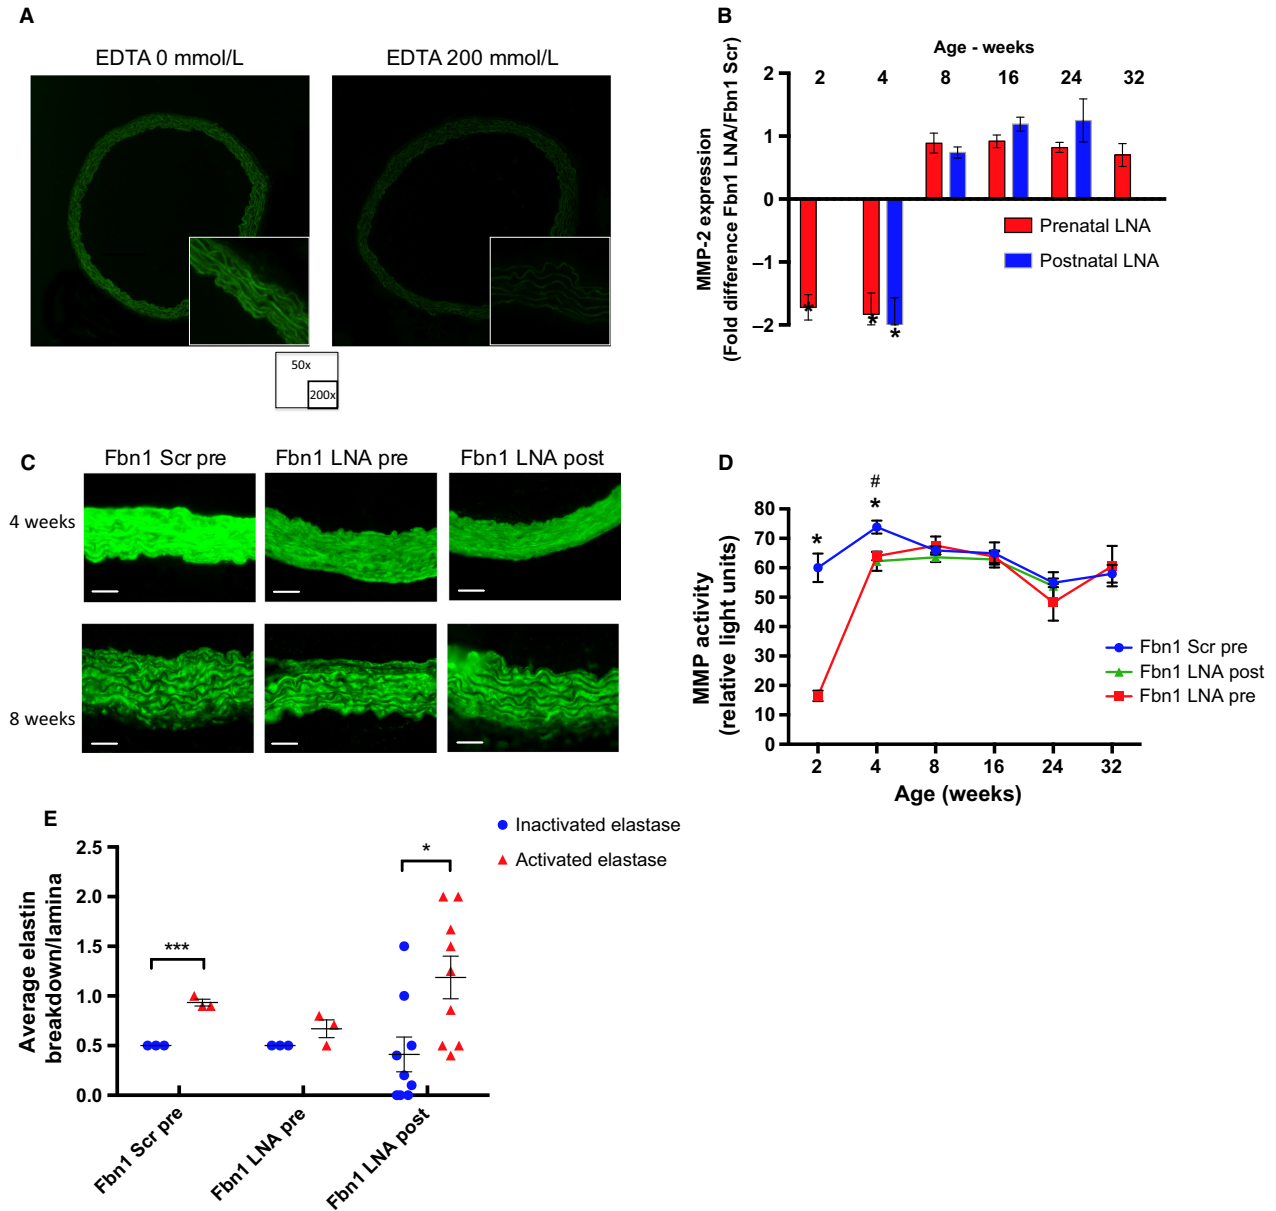 A
EDTA 0 mmol/L
EDTA 200 mmol/L
50x
200x
B
Age - weeks
2 4 8 16 24 32
MMP-2 expression
(Fold difference Fbn1 LNA/Fbn1 Scr)
2
1
0
–1
–2
*
*
*
Prenatal LNA
Postnatal LNA
C
Fbn1 Scr pre
Fbn1 LNA pre
Fbn1 LNA post
4 weeks
8 weeks
D
MMP activity
(relative light units)
80
70
60
50
40
30
20
10
0
*
#
*
2 4 8 16 24 32
Age (weeks)
Fbn1 Scr pre
Fbn1 LNA post
Fbn1 LNA pre
E
Average elastin
breakdown/lamina
2.5
2.0
1.5
1.0
0.5
0.0
***
*
Inactivated elastase
Activated elastase
Fbn1 Scr pre
Fbn1 LNA pre
Fbn1 LNA post